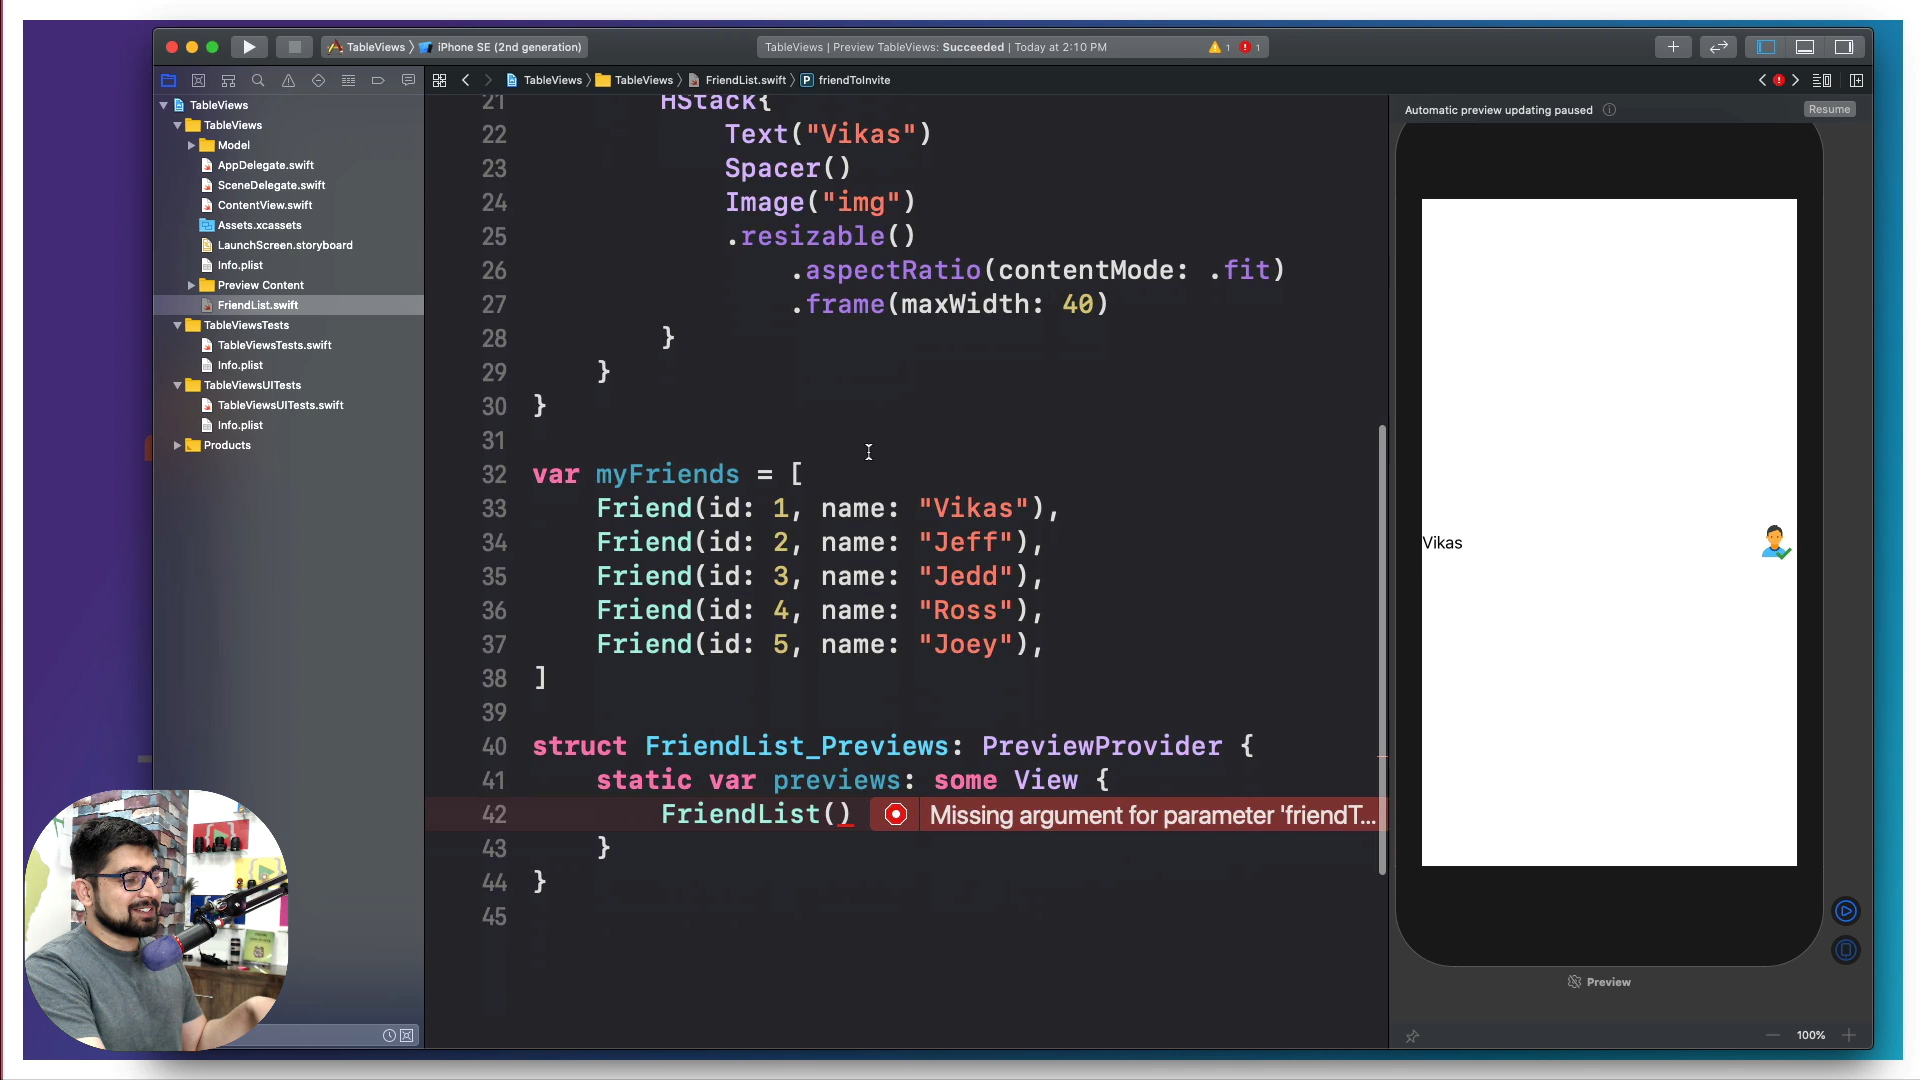 TableViews
iPhone SE (2nd generation)
TableViews | Preview TableViews: Succeeded | Today at 2:10 PM
1
1
TableViews
TableViews
FriendList.swift
P
friendToInvite
TableViews
TableViews
Model
AppDelegate.swift
SceneDelegate.swift
ContentView.swift
Assets.xcassets
LaunchScreen.storyboard
Info.plist
Preview Content
FriendList.swift
TableViewsTests
TableViewsTests.swift
Info.plist
TableViewsUITests
TableViewsUITests.swift
Info.plist
Products
21 HStack{
22 Text("Vikas")
23 Spacer()
24 Image("img")
25 .resizable()
26 .aspectRatio(contentMode: .fit)
27 .frame(maxWidth: 40)
28 }
29 }
30 }
31
32 var myFriends = [
33 Friend(id: 1, name: "Vikas"),
34 Friend(id: 2, name: "Jeff"),
35 Friend(id: 3, name: "Jedd"),
36 Friend(id: 4, name: "Ross"),
37 Friend(id: 5, name: "Joey"),
38 ]
39
40 struct FriendList_Previews: PreviewProvider {
41 static var previews: some View {
42 FriendList() Missing argument for parameter 'friendT...
43 }
44 }
45
Automatic preview updating paused
Resume
Vikas
Preview
100%